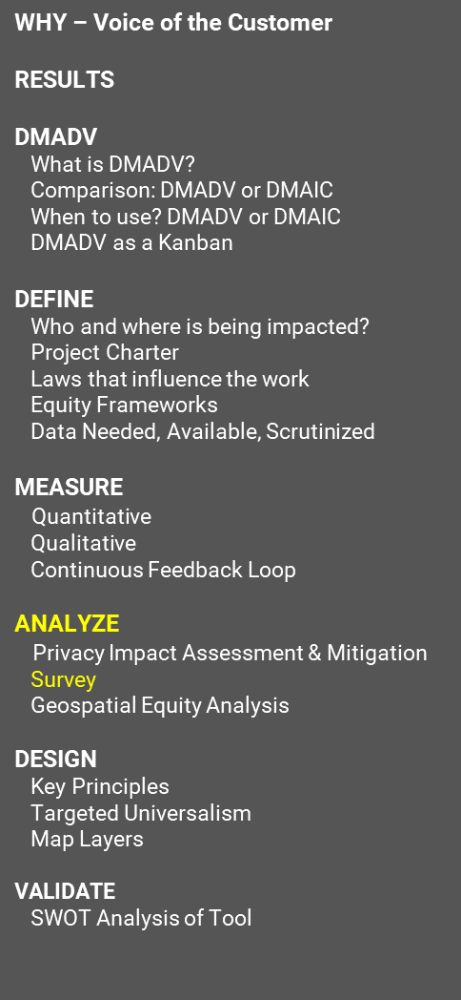 WHY – Voice of the Customer
RESULTS
DMADV
What is DMADV?
Comparison: DMADV or DMAIC
When to use? DMADV or DMAIC
DMADV as a Kanban
DEFINE
Who and where is being impacted?
Project Charter
Laws that influence the work
Equity Frameworks
Data Needed, Available, Scrutinized
MEASURE
Quantitative
Qualitative
Continuous Feedback Loop
ANALYZE
Privacy Impact Assessment & Mitigation
Survey
Geospatial Equity Analysis
DESIGN
Key Principles
Targeted Universalism
Map Layers
VALIDATE
SWOT Analysis of Tool